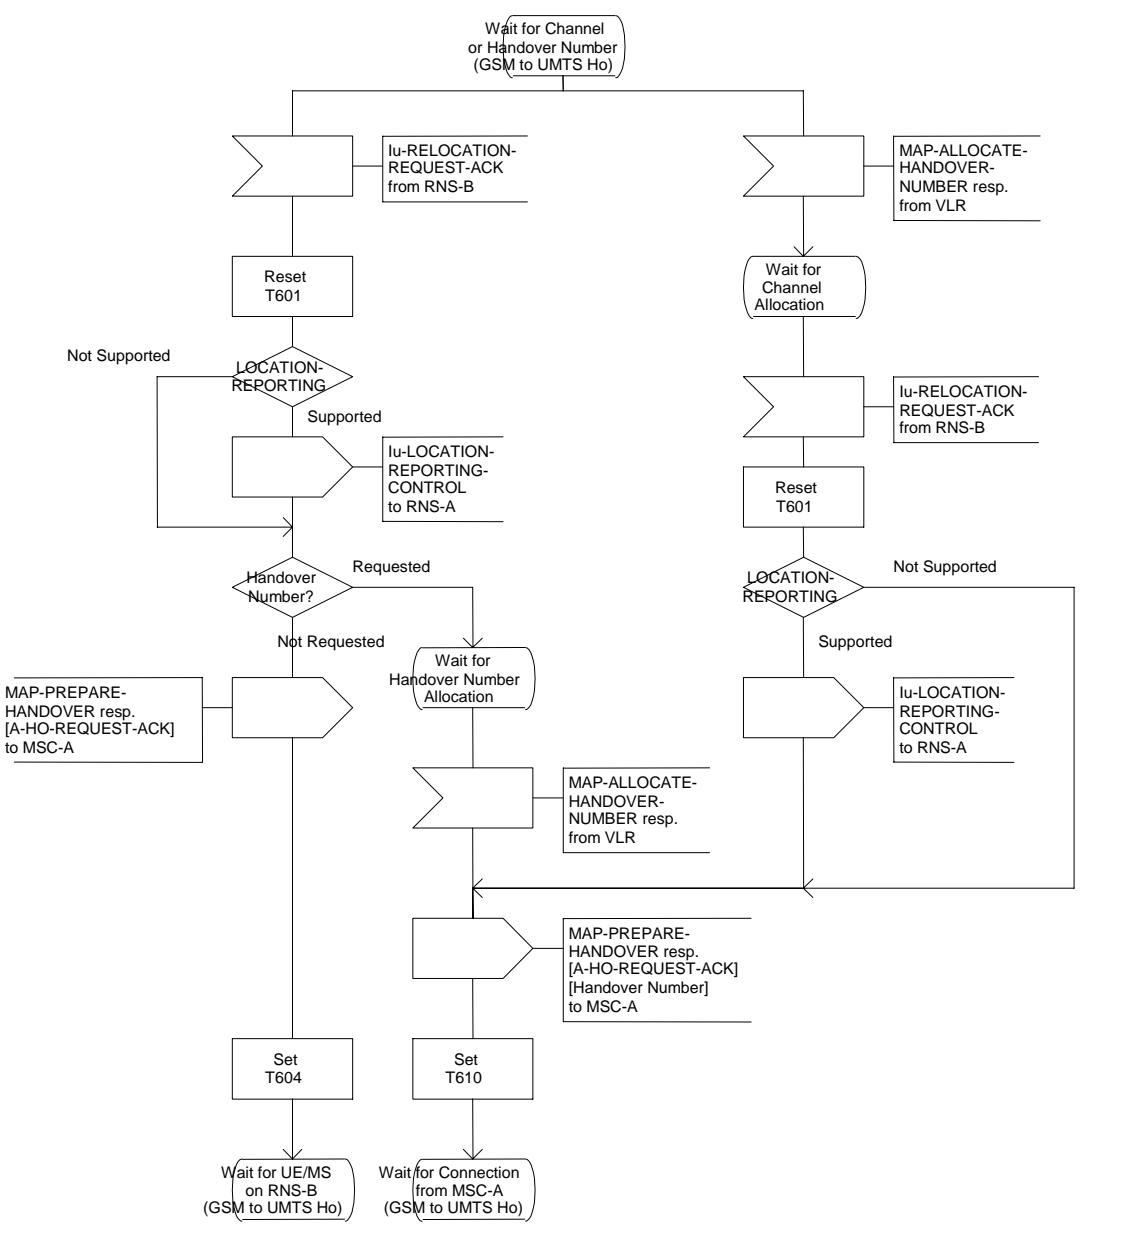 Wait for Channel
or Handover Number
(GSM to UMTS Ho)
Iu-RELOCATION-
REQUEST-ACK
from RNS-B
MAP-ALLOCATE-
HANDOVER-
NUMBER resp.
from VLR
Reset
T601
Wait for
Channel
Allocation
Not Supported
LOCATION-
REPORTING
Supported
Iu-RELOCATION-
REQUEST-ACK
from RNS-B
Iu-LOCATION-
REPORTING-
CONTROL
to RNS-A
Reset
T601
Handover
Number?
Requested
LOCATION-
REPORTING
Not Supported
Not Requested
Supported
Wait for
Handover Number
Allocation
MAP-PREPARE-
HANDOVER resp.
[A-HO-REQUEST-ACK]
to MSC-A
Iu-LOCATION-
REPORTING-
CONTROL
to RNS-A
MAP-ALLOCATE-
HANDOVER-
NUMBER resp.
from VLR
MAP-PREPARE-
HANDOVER resp.
[A-HO-REQUEST-ACK]
[Handover Number]
to MSC-A
Set
T604
Set
T610
Wait for UE/MS
on RNS-B
(GSM to UMTS Ho)
Wait for Connection
from MSC-A
(GSM to UMTS Ho)